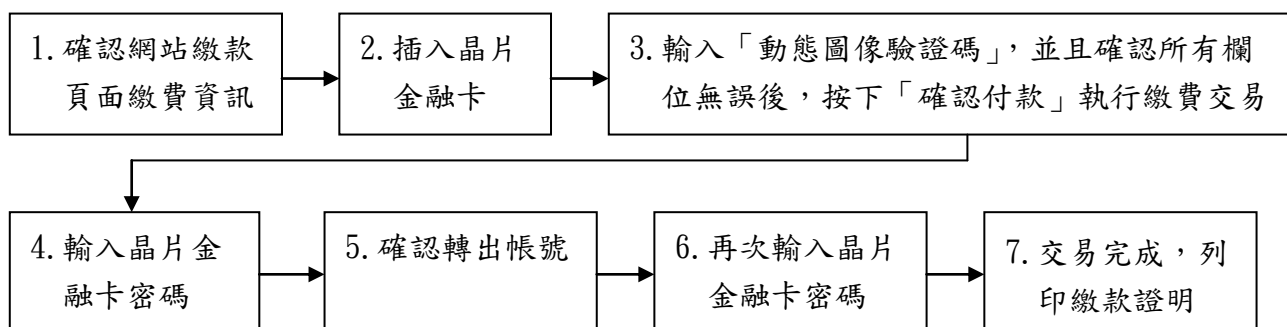 1.確認網站繳款
頁面繳費資訊
2.插入晶片
金融卡
3.輸入「動態圖像驗證碼」,並且確認所有欄
位無誤後,按下「確認付款」執行繳費交易
4.輸入晶片金
融卡密碼
5.確認轉出帳號
6.再次輸入晶片
金融卡密碼
7.交易完成,列
印繳款證明